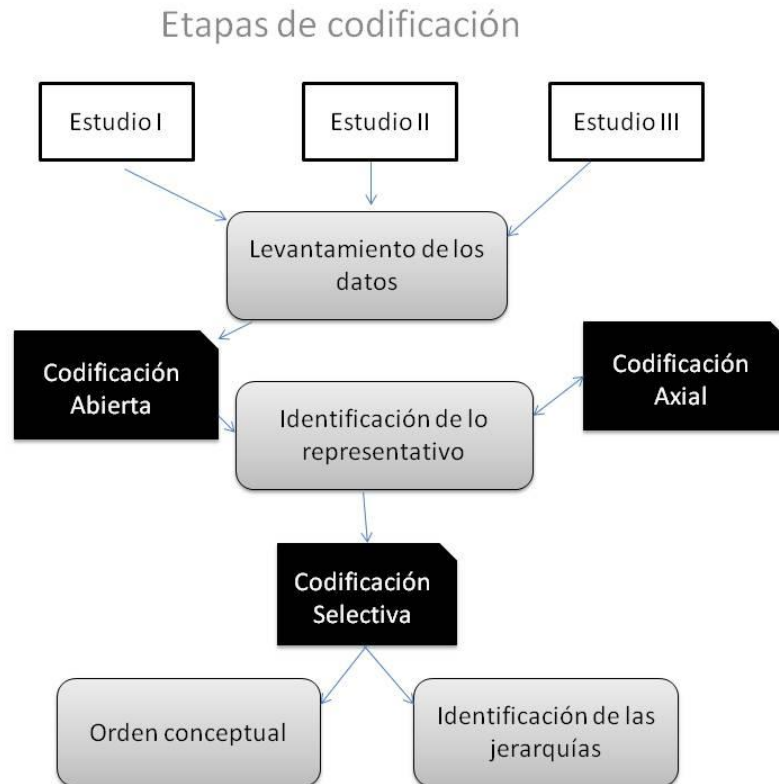 Etapas de codificación
Estudio I
Estudio II
Estudio III
Levantamiento de los
datos
Codificación
Abierta
Codificación
Axial
Identificación de lo
representativo
Codificación
Selectiva
Orden conceptual
Identificación de las
jerarquías